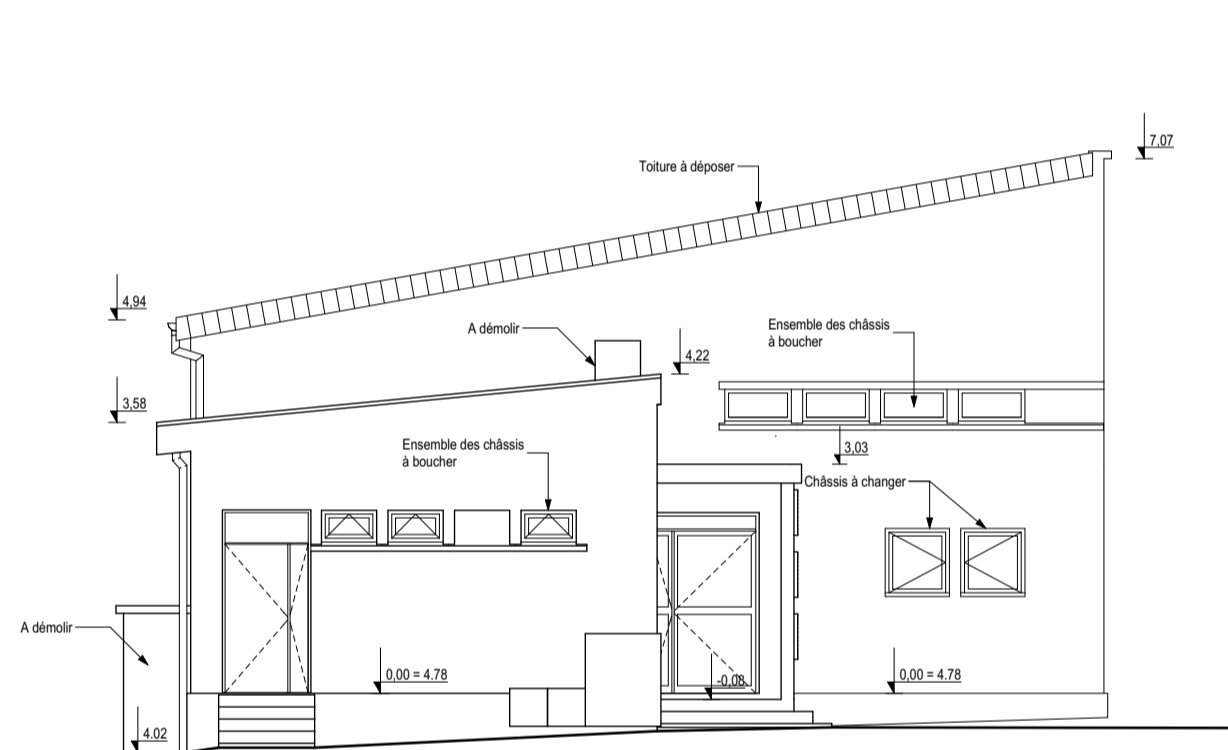 7,07
Toiture à déposer
4,94
A démolir
Ensemble des châssis
à boucher
4,22
3,58
Ensemble des châssis
à boucher
3,03
Châssis à changer
A démolir
0,00 = 4.78
-0,08
0,00 = 4.78
4.02